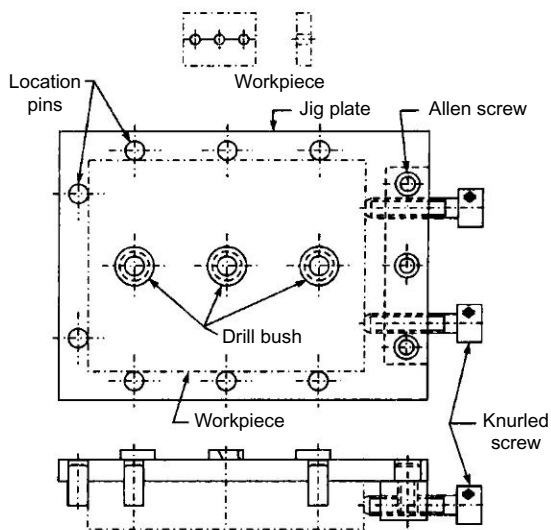 Workpiece
Location
pins
Jig plate
Allen screw
Drill bush
Workpiece
Knurled
screw